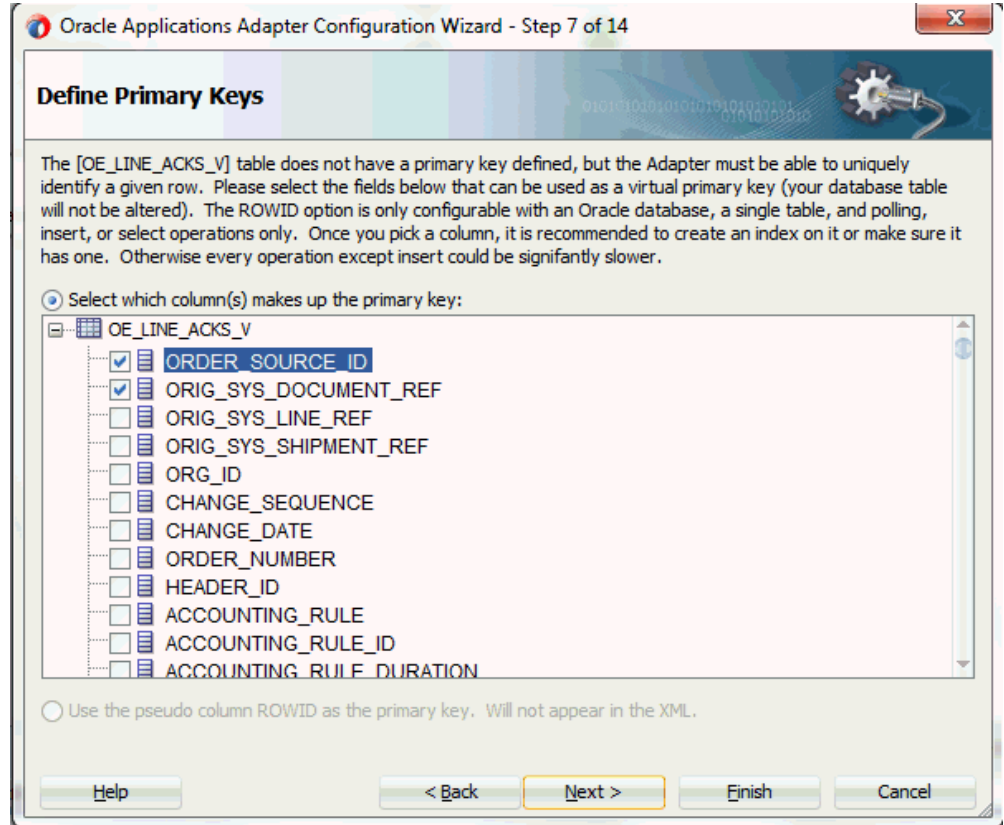 Oracle Applications Adapter Configuration Wizard - Step 7 of 14
Define Primary Keys
The [OE_LINE_ACKS_V] table does not have a primary key defined, but the Adapter must be able to uniquely
identify a given row. Please select the fields below that can be used as a virtual primary key (your database table
will not be altered). The ROWID option is only configurable with an Oracle database, a single table, and polling,
insert, or select operations only. Once you pick a column, it is recommended to create an index on it or make sure it
has one. Otherwise every operation except insert could be signifantly slower.
Select which column(s) makes up the primary key:
OE_LINE_ACKS_V
ORDER_SOURCE_ID
ORIG_SYS_DOCUMENT_REF
ORIG_SYS_LINE_REF
ORIG_SYS_SHIPMENT_REF
ORG_ID
CHANGE_SEQUENCE
CHANGE_DATE
ORDER_NUMBER
HEADER_ID
ACCOUNTING_RULE
ACCOUNTING_RULE_ID
ACCOUNTING_RULE_DURATION
Use the pseudo column ROWID as the primary key. Will not appear in the XML.
Help < Back Next > Finish Cancel